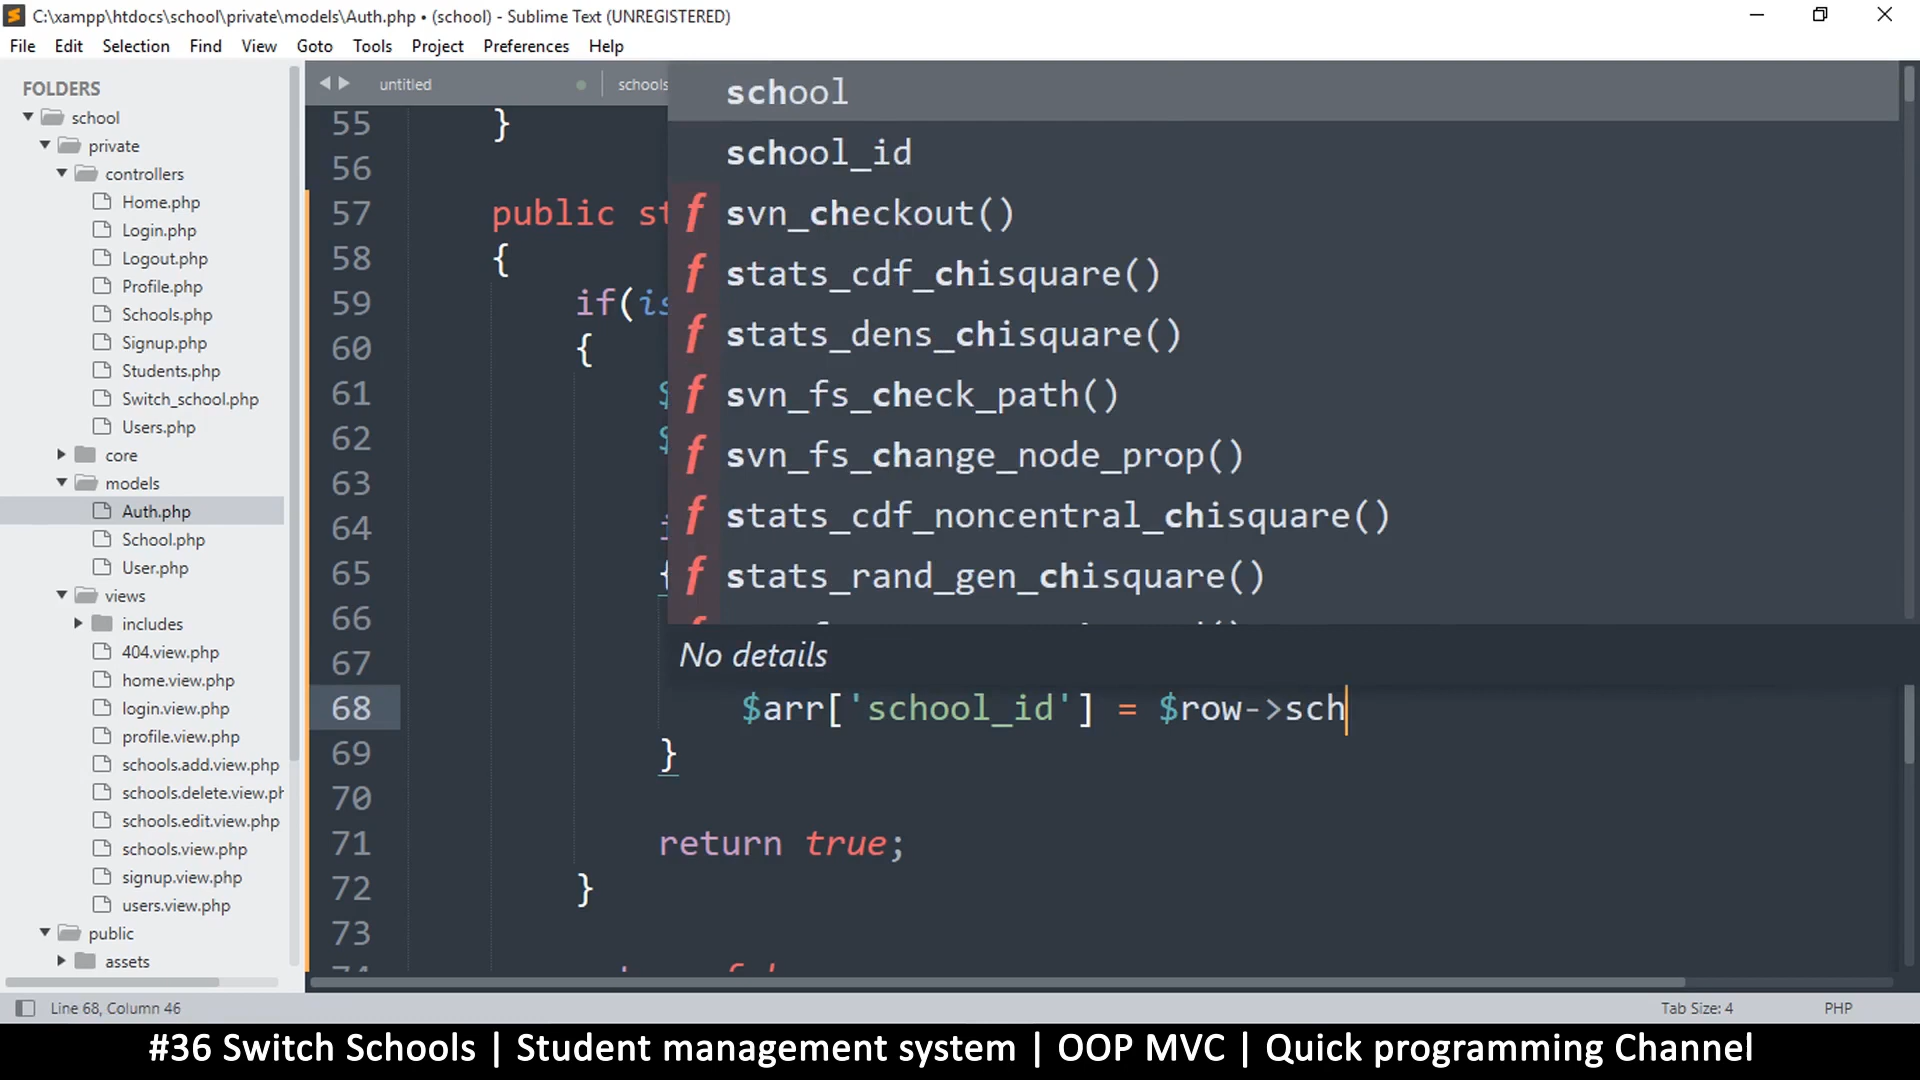 C:\xampp\htdocs\school\private\models\Auth.php • (school) - Sublime Text (UNREGISTERED)
File Edit Selection Find View Goto Tools Project Preferences Help
FOLDERS
school
private
controllers
Home.php
Login.php
Logout.php
Profile.php
Schools.php
Signup.php
Students.php
Switch_school.php
Users.php
core
models
Auth.php
School.php
User.php
views
includes
404.view.php
home.view.php
login.view.php
profile.view.php
schools.add.view.php
schools.delete.view.ph
schools.edit.view.php
schools.view.php
signup.view.php
users.view.php
public
assets
untitled schools
55 }
56
57 public st
58 {
59 if(is
60 {
61 $
62 $
63
64 i
65 {
66
67
68 $arr['school_id'] = $row->sch
69 }
70
71 return true;
72 }
73
74
school
school_id
f svn_checkout()
f stats_cdf_chisquare()
f stats_dens_chisquare()
f svn_fs_check_path()
f svn_fs_change_node_prop()
f stats_cdf_noncentral_chisquare()
f stats_rand_gen_chisquare()
No details
Line 68, Column 46 Tab Size: 4 PHP
#36 Switch Schools | Student management system | OOP MVC | Quick programming Channel